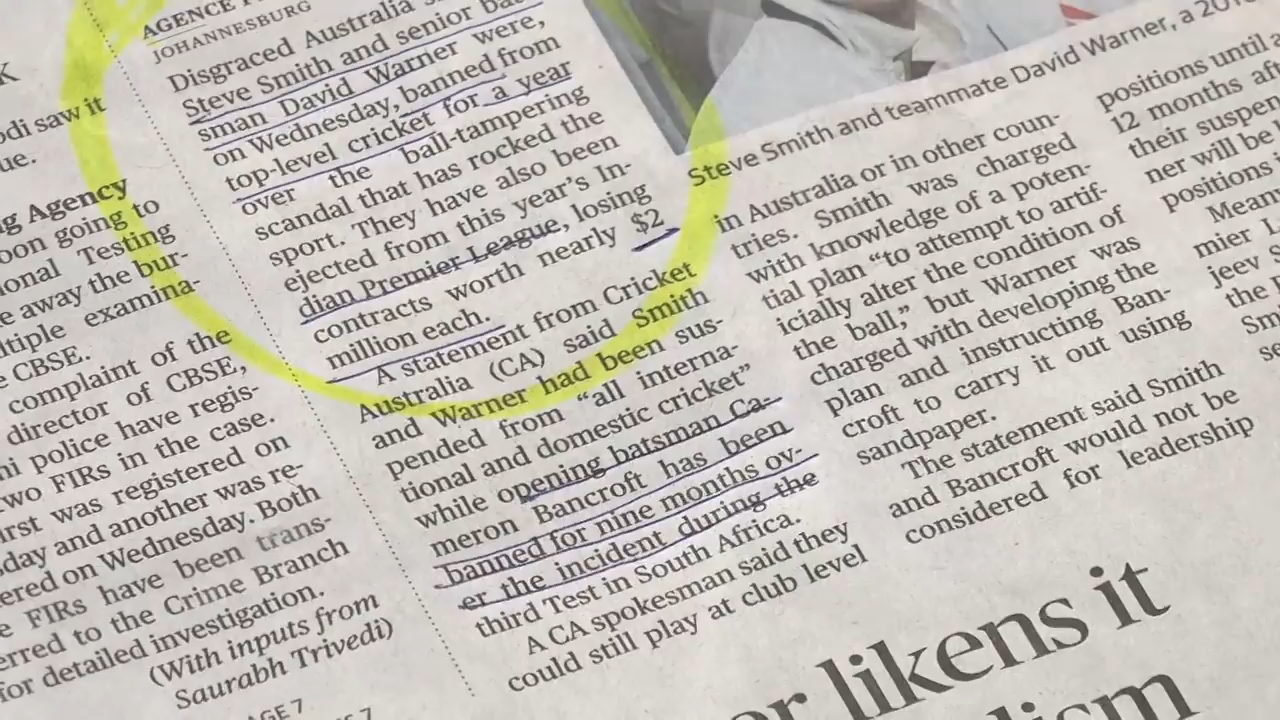 K
odi saw it
ue.
g Agency
oon going to
ional Testing
e away the bur-
ltiple examina-
e CBSE.
complaint of the
director of CBSE,
hi police have regis-
two FIRs in the case.
irst was registered on
day and another was re-
ered on Wednesday. Both
e FIRs have been trans-
erred to the Crime Branch
for detailed investigation.
(With inputs from
Saurabh Trivedi)
AGE 7
AGENCE
JOHANNESBURG
Disgraced Australia
Steve Smith and senior bat-
sman David Warner were,
on Wednesday, banned from
top-level cricket for a year
over the ball-tampering
scandal that has rocked the
sport. They have also been
ejected from this year's In-
dian Premier League, losing
contracts worth nearly $2
million each.
A statement from Cricket
Australia (CA) said Smith
and Warner had been sus-
pended from "all interna-
tional and domestic cricket"
while opening batsman Ca-
meron Bancroft has been
banned for nine months ov-
er the incident during the
third Test in South Africa.
A CA spokesman said they
could still play at club level
Steve Smith and teammate David Warner, a 201
in Australia or in other coun-
tries. Smith was charged
with knowledge of a poten-
tial plan "to attempt to artif-
icially alter the condition of
the ball," but Warner was
charged with developing the
plan and instructing Ban-
croft to carry it out using
sandpaper.
The statement said Smith
and Bancroft would not be
considered for leadership
positions until a
12 months aft
their suspen
ner will be
positions
Mean
mier L
jeev S
the
Sm
se
er likens it
dism